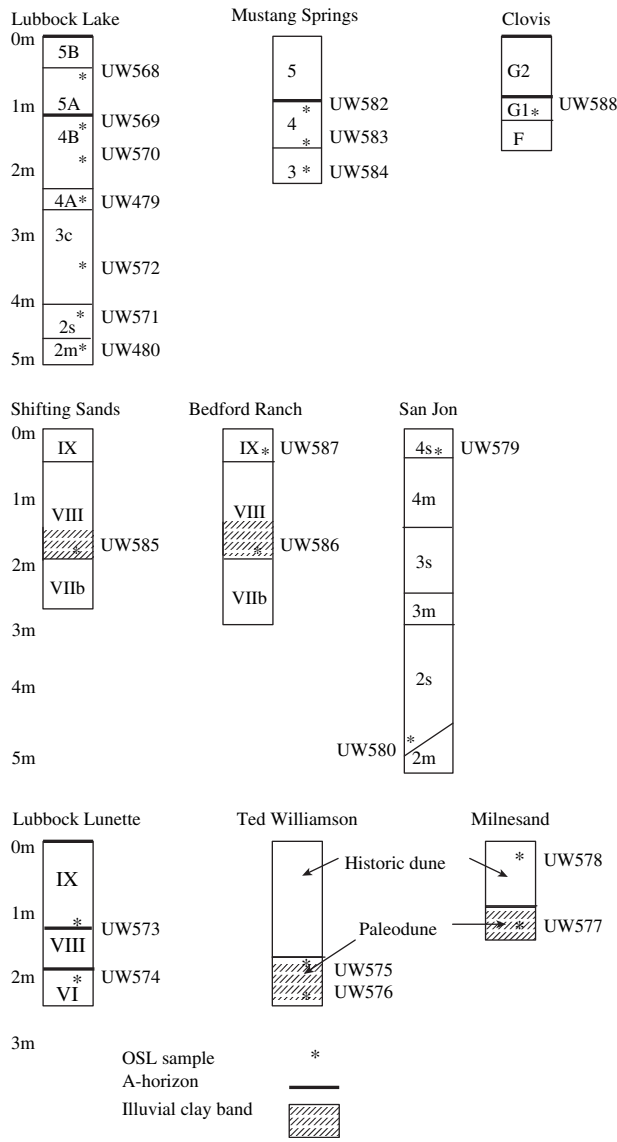 Lubbock Lake Mustang Springs Clovis
0m
5B 5 G2
* UW568
1m 5A
* UW582 G1* UW588
* UW569
4B 4
* UW570 * UW583 F
2m
3 * UW584
4A* UW479
3m 3c
* UW572
4m
* UW571
2s
2m* UW480
5m
Shifting Sands Bedford Ranch San Jon
0m
IX IX* UW587 4s* UW579
1m
4m
VIII VIII
* UW585 * UW586
2m 3s
VIIb VIIb 3m
3m
2s
4m
*
UW580
5m 2m
Lubbock Lunette Ted Williamson Milnesand
0m
* UW578
IX Historic dune
1m
* UW573 Paleodune * UW577
VIII
2m * UW574 * UW575
VI * UW576
3m
OSL sample *
A-horizon
Illuvial clay band